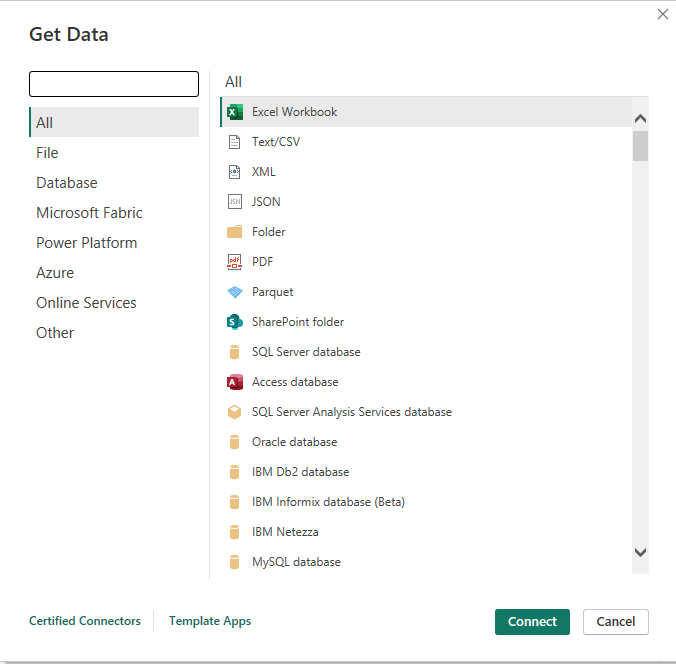 Get Data
All
File
Database
Microsoft Fabric
Power Platform
Azure
Online Services
Other
All
Excel Workbook
Text/CSV
XML
JSON
Folder
PDF
Parquet
SharePoint folder
SQL Server database
Access database
SQL Server Analysis Services database
Oracle database
IBM Db2 database
IBM Informix database (Beta)
IBM Netezza
MySQL database
Certified Connectors
Template Apps
Connect
Cancel